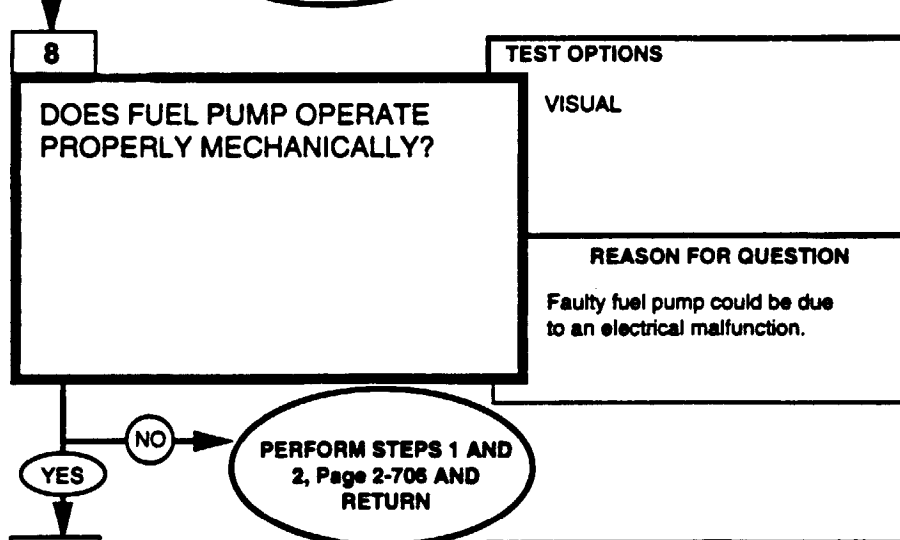 8
DOES FUEL PUMP OPERATE
PROPERLY MECHANICALLY?
TEST OPTIONS
VISUAL
REASON FOR QUESTION
Faulty fuel pump could be due
to an electrical malfunction.
NO
YES
PERFORM STEPS 1 AND
2, Page 2-706 AND
RETURN